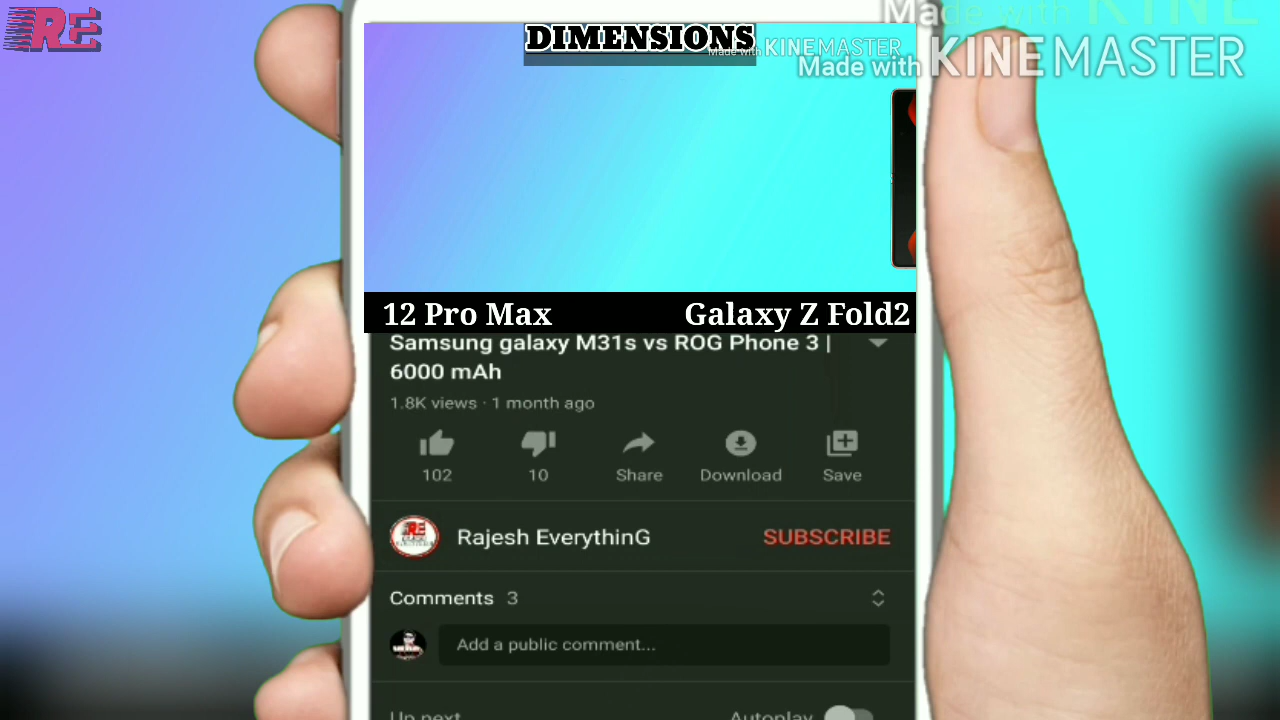 RE
Made with KINE
DIMENSIONS
Made with KINEMASTER
Made with KINEMASTER
12 Pro Max
Galaxy Z Fold2
Samsung galaxy M31s vs ROG Phone 3 |
6000 mAh
1.8K views · 1 month ago
102
10
Share
Download
Save
RE
Rajesh EverythinG
SUBSCRIBE
Comments 3
Add a public comment...
Up next
Autoplay